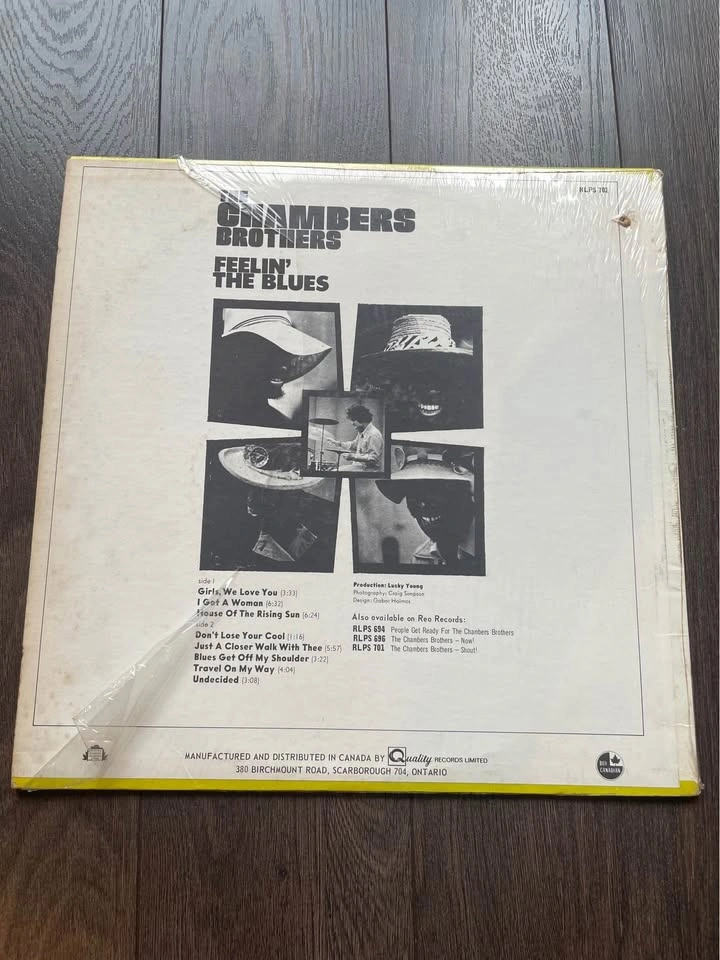 RLPS 702
THE
CHAMBERS
BROTHERS
FEELIN'
THE BLUES
side 1
Girls, We Love You (3:33)
I Got A Woman (6:32)
House Of The Rising Sun (6:24)
side 2
Don't Lose Your Cool (1:16)
Just A Closer Walk With Thee (5:57)
Blues Get Off My Shoulder (3:22)
Travel On My Way (4:04)
Undecided (3:08)
Production: Lucky Young
Photography: Craig Simpson
Design: Gabor Halmos
Also available on Reo Records:
RLPS 694 People Get Ready For The Chambers Brothers
RLPS 696 The Chambers Brothers – Now!
RLPS 701 The Chambers Brothers – Shout!
MANUFACTURED AND DISTRIBUTED IN CANADA BY Quality RECORDS LIMITED
380 BIRCHMOUNT ROAD, SCARBOROUGH 704, ONTARIO
BUY
CANADIAN